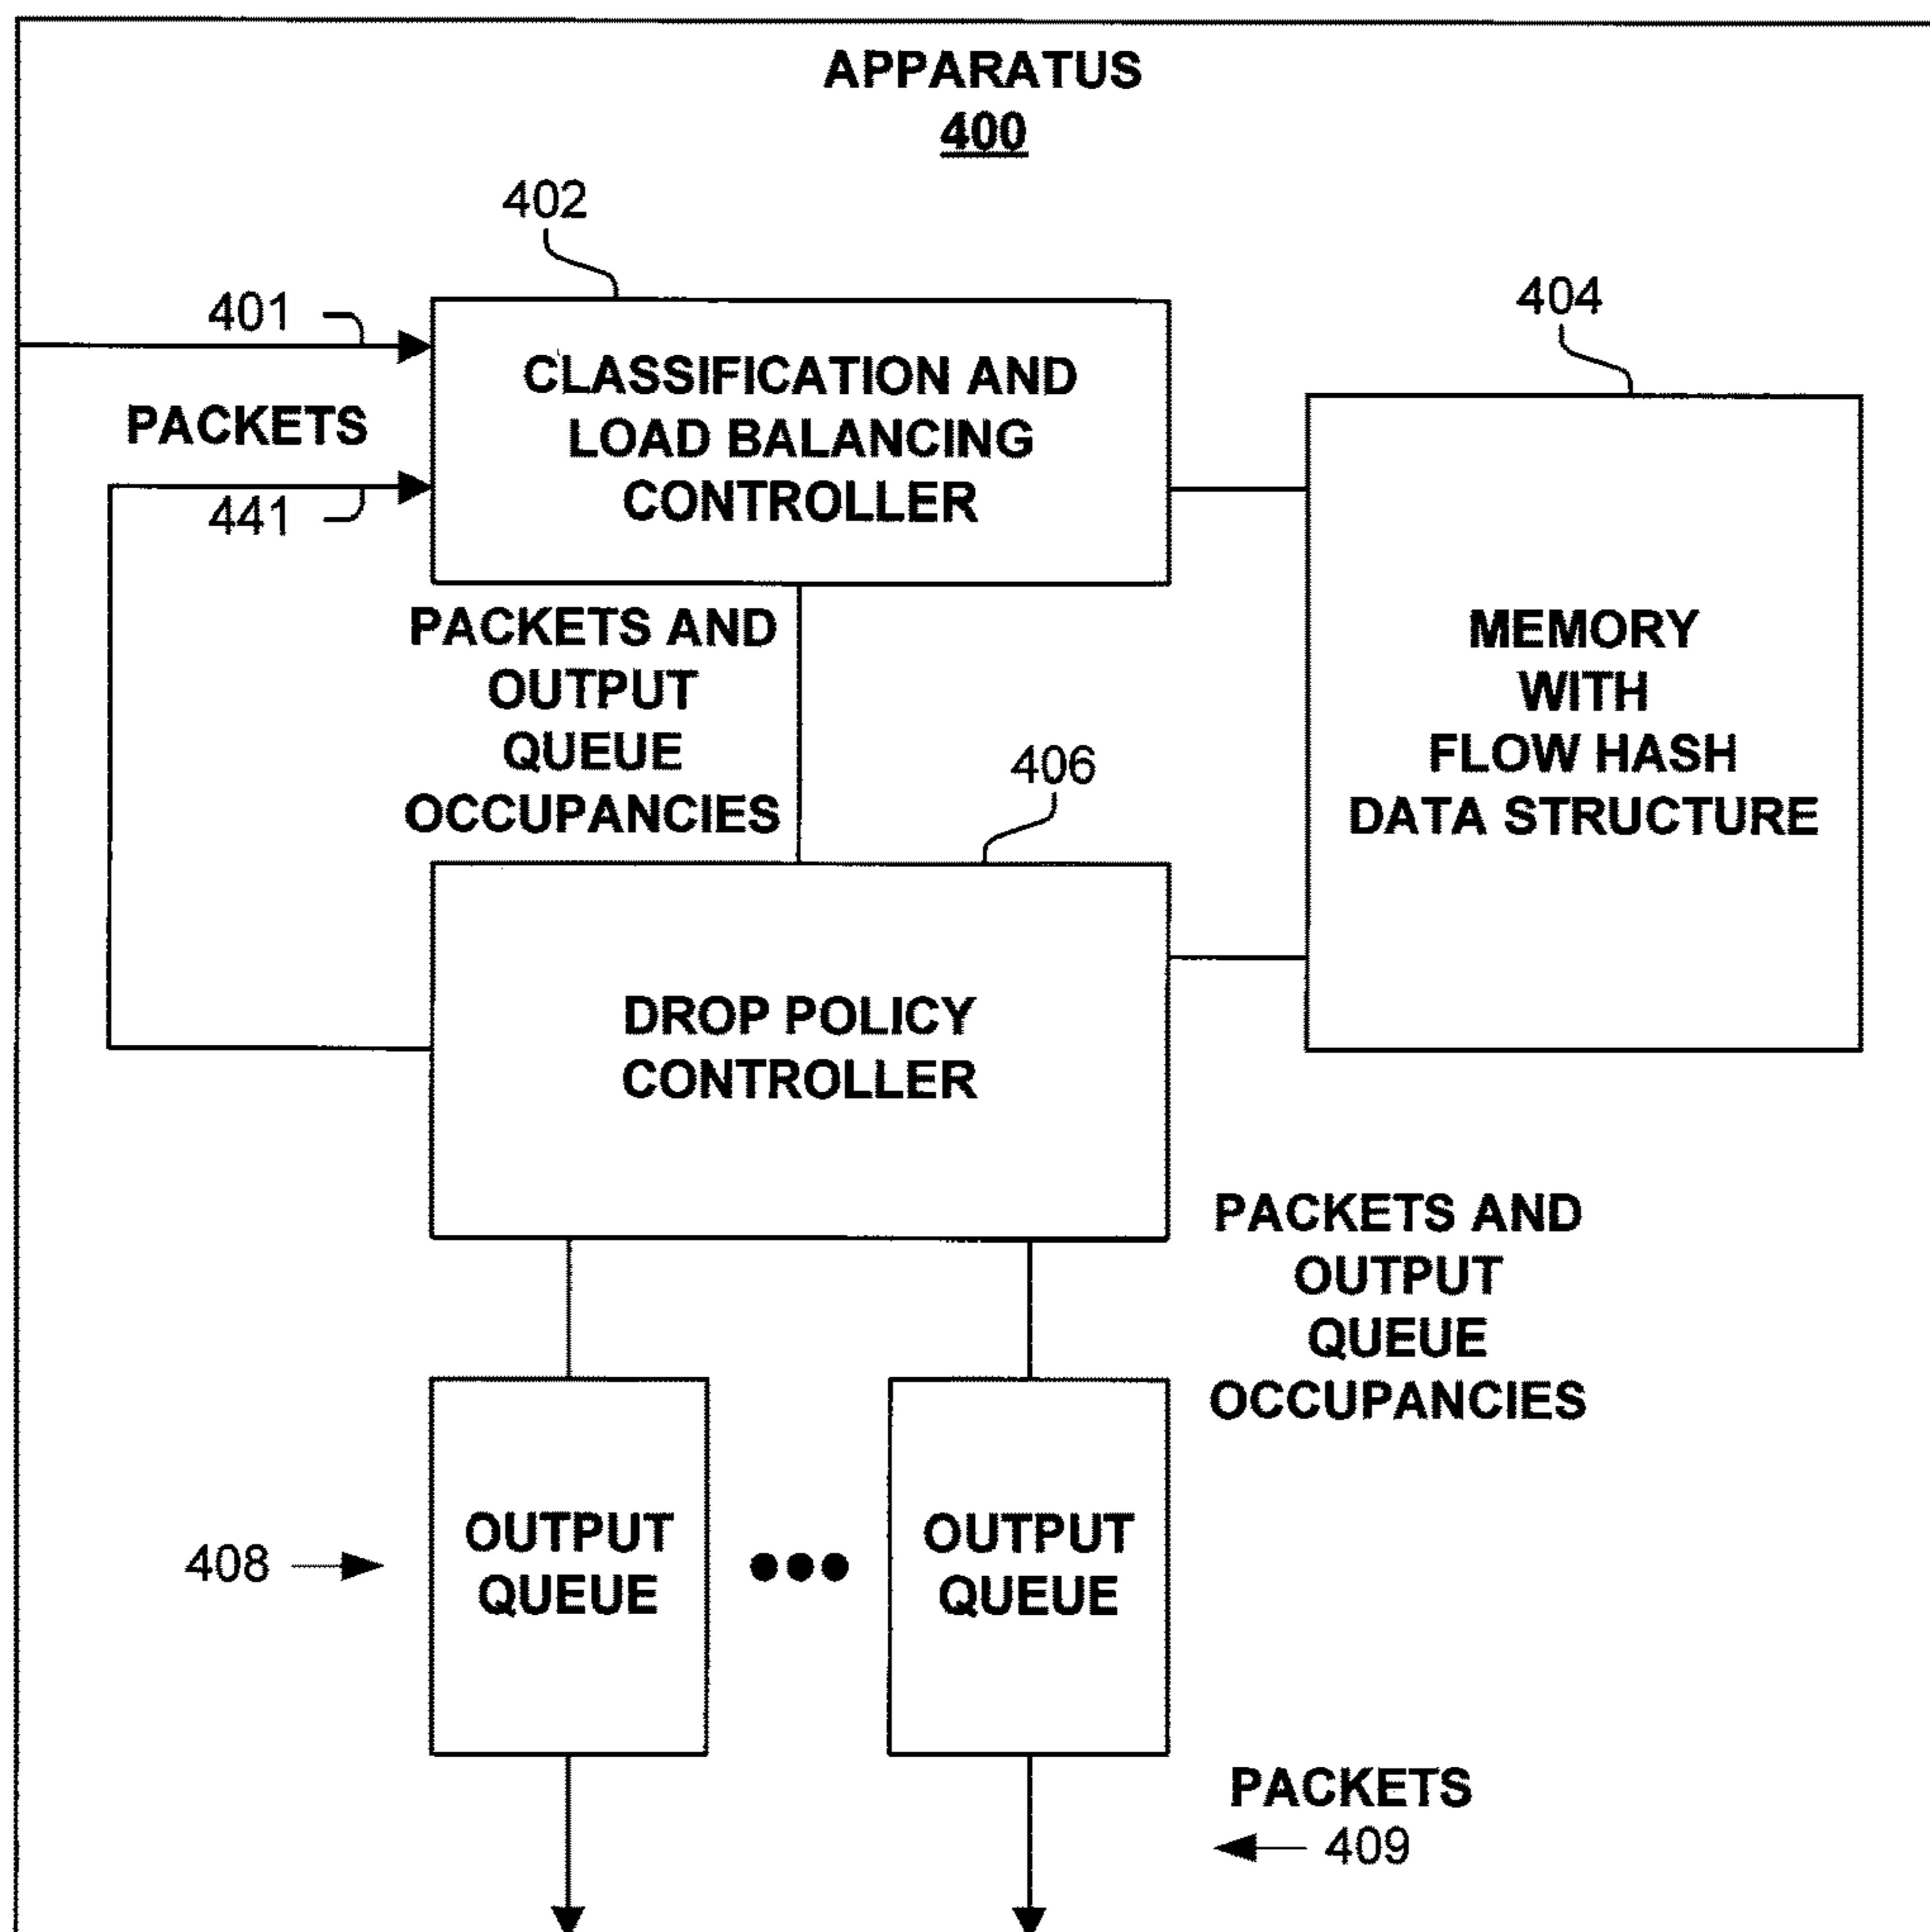 APPARATUS
400
402
401
404
CLASSIFICATION AND
LOAD BALANCING
CONTROLLER
PACKETS
441
PACKETS AND
OUTPUT
QUEUE
OCCUPANCIES
406
MEMORY
WITH
FLOW HASH
DATA STRUCTURE
DROP POLICY
CONTROLLER
PACKETS AND
OUTPUT
QUEUE
OCCUPANCIES
408
OUTPUT
QUEUE
OUTPUT
QUEUE
PACKETS
409